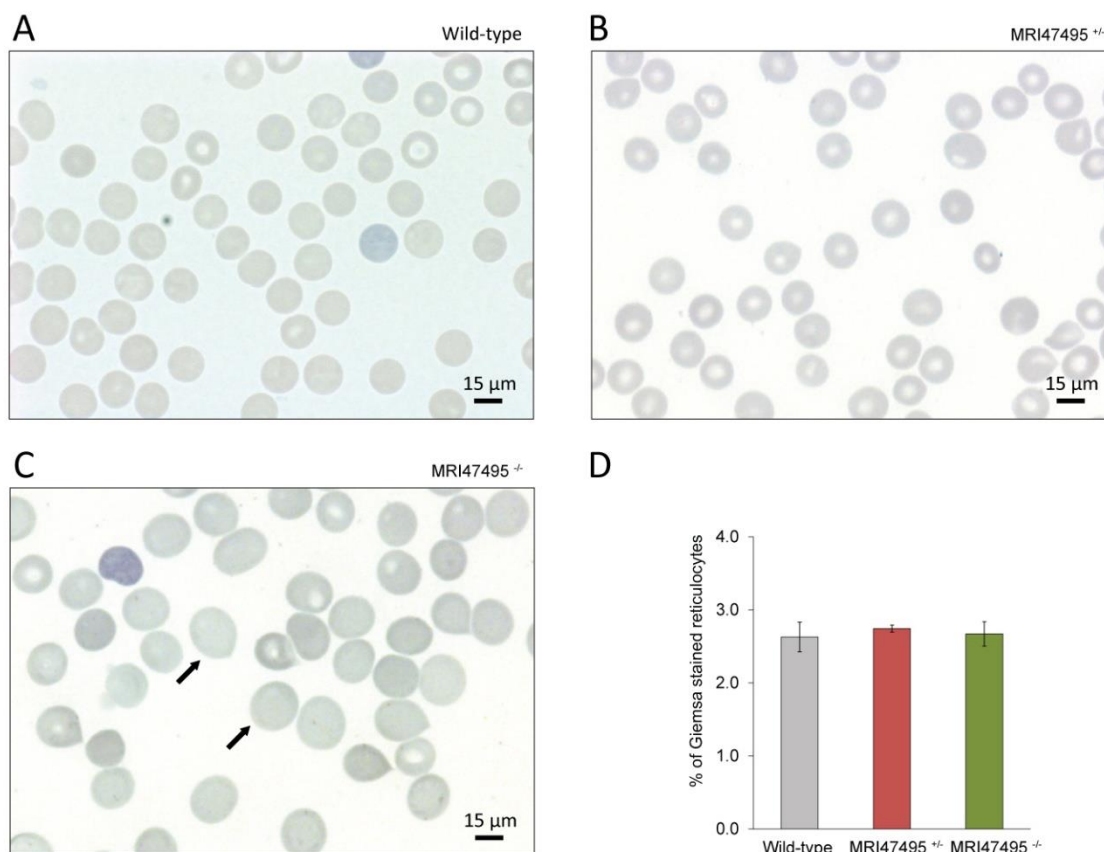 A
Wild-type
15 µm
B
MRI47495 +/-
15 µm
C
MRI47495 -/-
15 µm
D
% of Giemsa stained reticulocytes
4.0
3.0
2.0
1.0
0.0
Wild-type MRI47495 +/- MRI47495 -/-